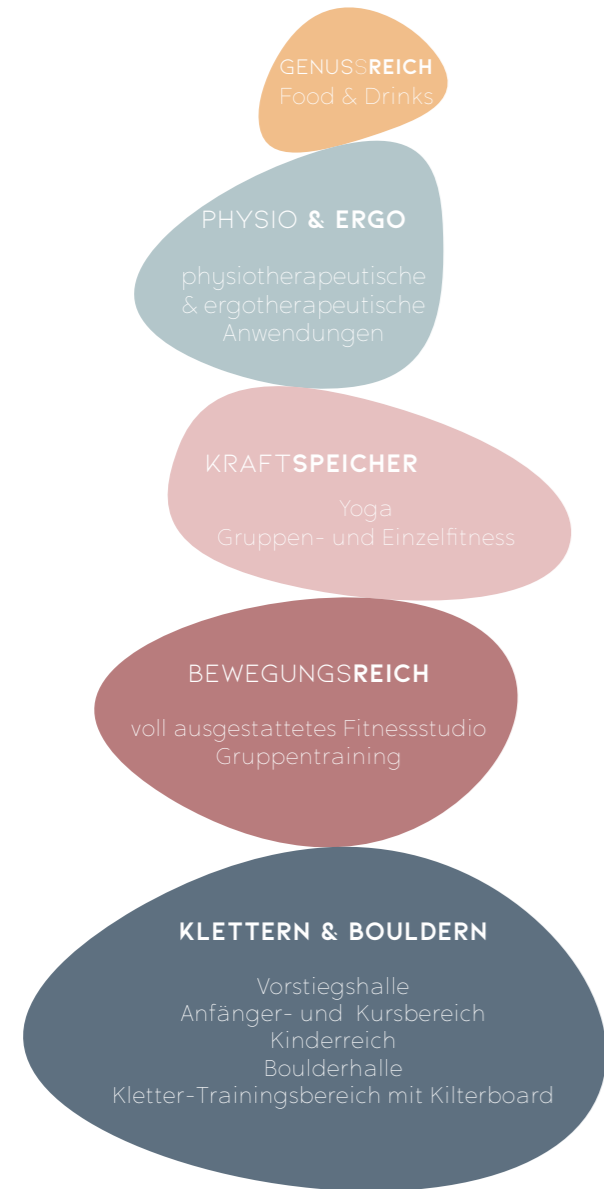 GENUSSREICH
Food & Drinks
PHYSIO & ERGO
physiotherapeutische
& ergotherapeutische
Anwendungen
KRAFTSPEICHER
Yoga
Gruppen- und Einzelfitness
BEWEGUNGSREICH
voll ausgestattetes Fitnessstudio
Gruppentraining
KLETTERN & BOULDERN
Vorstiegshalle
Anfänger- und Kursbereich
Kinderreich
Boulderhalle
Kletter-Trainingsbereich mit Kilterboard